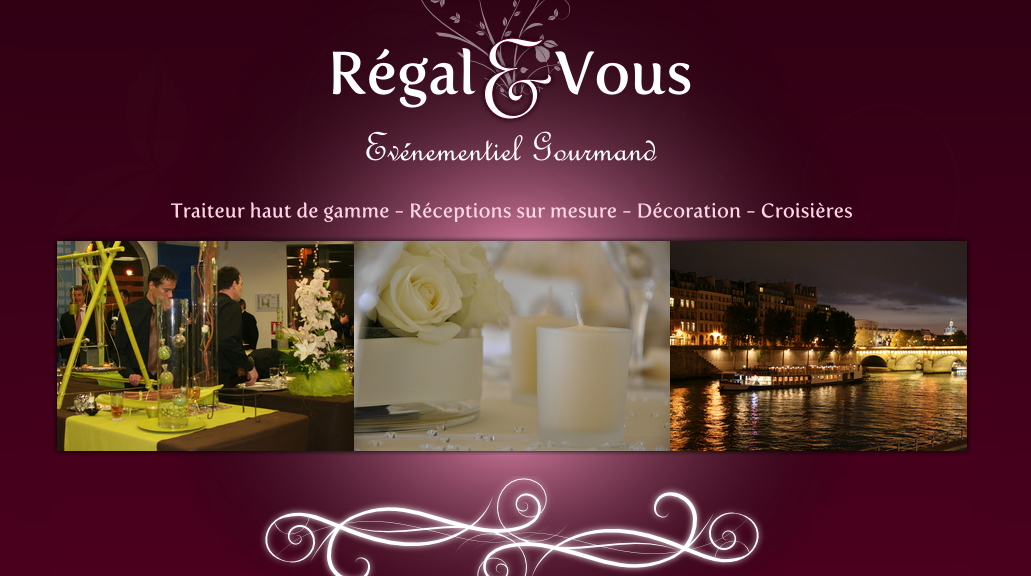 Régal & Vous
Evénementiel Gourmand
Traiteur haut de gamme - Réceptions sur mesure - Décoration - Croisières